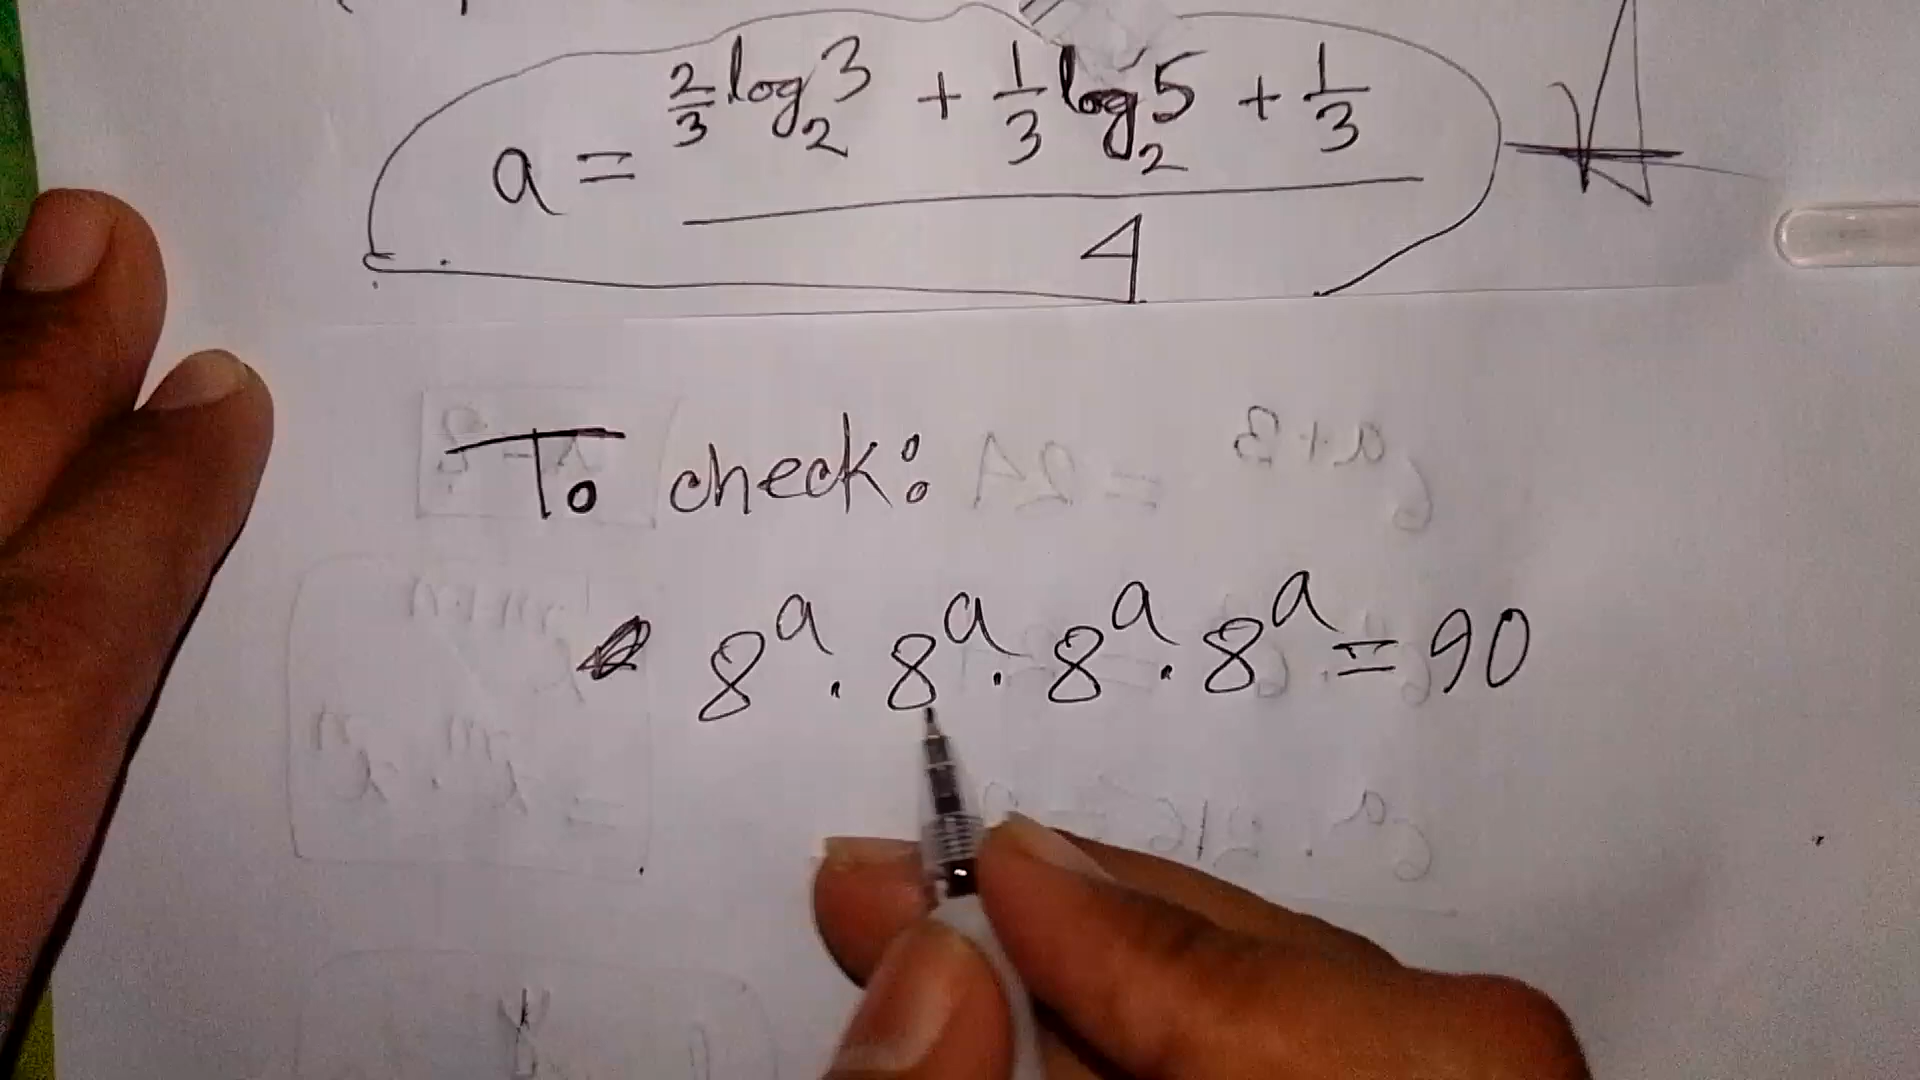 a = (2/3 log₂3 + 1/3 log₂5 + 1/3) / 4
To check:
8ᵃ . 8ᵃ . 8ᵃ . 8ᵃ = 90